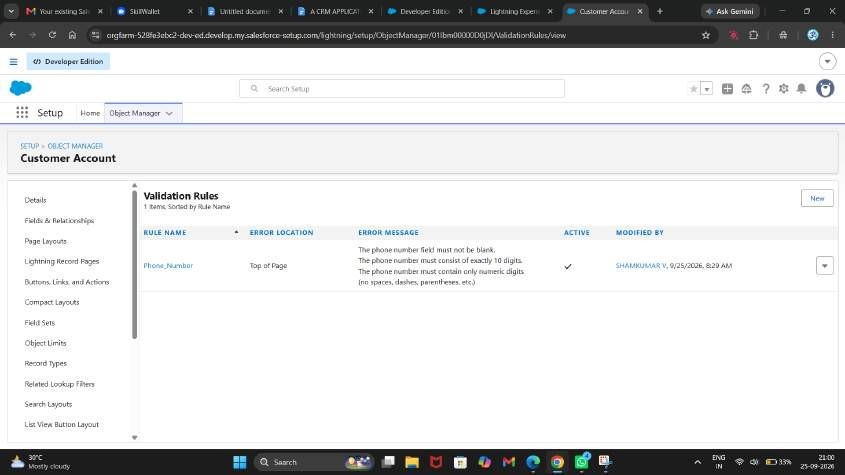 Your existing Sale
SkillWallet
Untitled documen
A CRM APPLICAT
Developer Edition
Lightning Experie
Customer Accoun
Ask Gemini
orgfarm-528fe3ebc2-dev-ed.develop.my.salesforce-setup.com/lightning/setup/ObjectManager/01Ibm00000D0jDI/ValidationRules/view
Developer Edition
Search Setup
Setup
Home
Object Manager
SETUP > OBJECT MANAGER
Customer Account
Details
Fields & Relationships
Page Layouts
Lightning Record Pages
Buttons, Links, and Actions
Compact Layouts
Field Sets
Object Limits
Record Types
Related Lookup Filters
Search Layouts
List View Button Layout
Validation Rules
1 Items, Sorted by Rule Name
New
RULE NAME
ERROR LOCATION
ERROR MESSAGE
ACTIVE
MODIFIED BY
Phone_Number
Top of Page
The phone number field must not be blank.
The phone number must consist of exactly 10 digits.
The phone number must contain only numeric digits
(no spaces, dashes, parentheses, etc.)
SHAMKUMAR V, 9/25/2026, 8:29 AM
30°C
Mostly cloudy
Search
ENG
IN
33%
21:00
25-09-2026